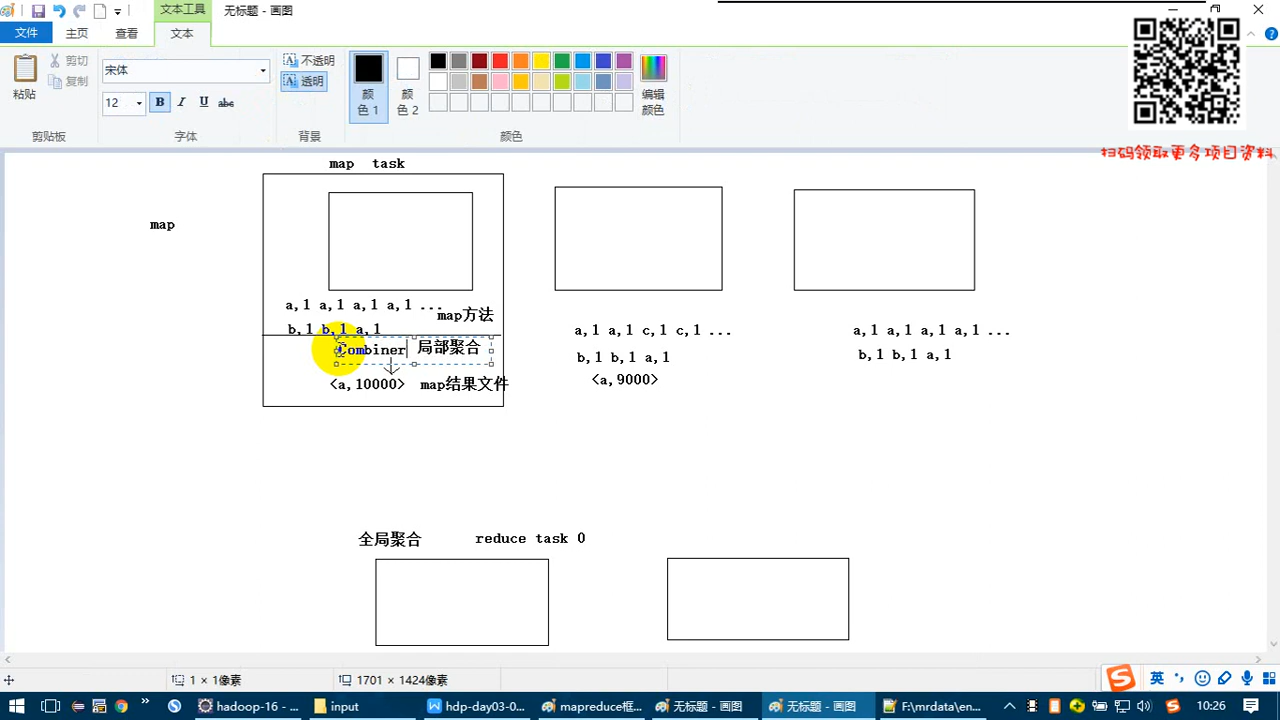 文本工具
无标题 - 画图
文件
主页
查看
文本
粘贴
剪切
复制
剪贴板
宋体
12
B I U abc
字体
不透明
透明
背景
颜色 1
颜色 2
编辑颜色
颜色
扫码领取更多项目资料
map task
map
a,1 a,1 a,1 a,1 ...
map方法
b,1 b,1 a,1
Combiner 局部聚合
<a,10000> map结果文件
a,1 a,1 c,1 c,1 ...
b,1 b,1 a,1
<a,9000>
a,1 a,1 a,1 a,1 ...
b,1 b,1 a,1
全局聚合 reduce task 0
1 × 1像素
1701 × 1424像素
英
hadoop-16 - ...
input
hdp-day03-0...
mapreduce框...
无标题 - 画图
无标题 - 画图
F:\mrdata\en...
10:26